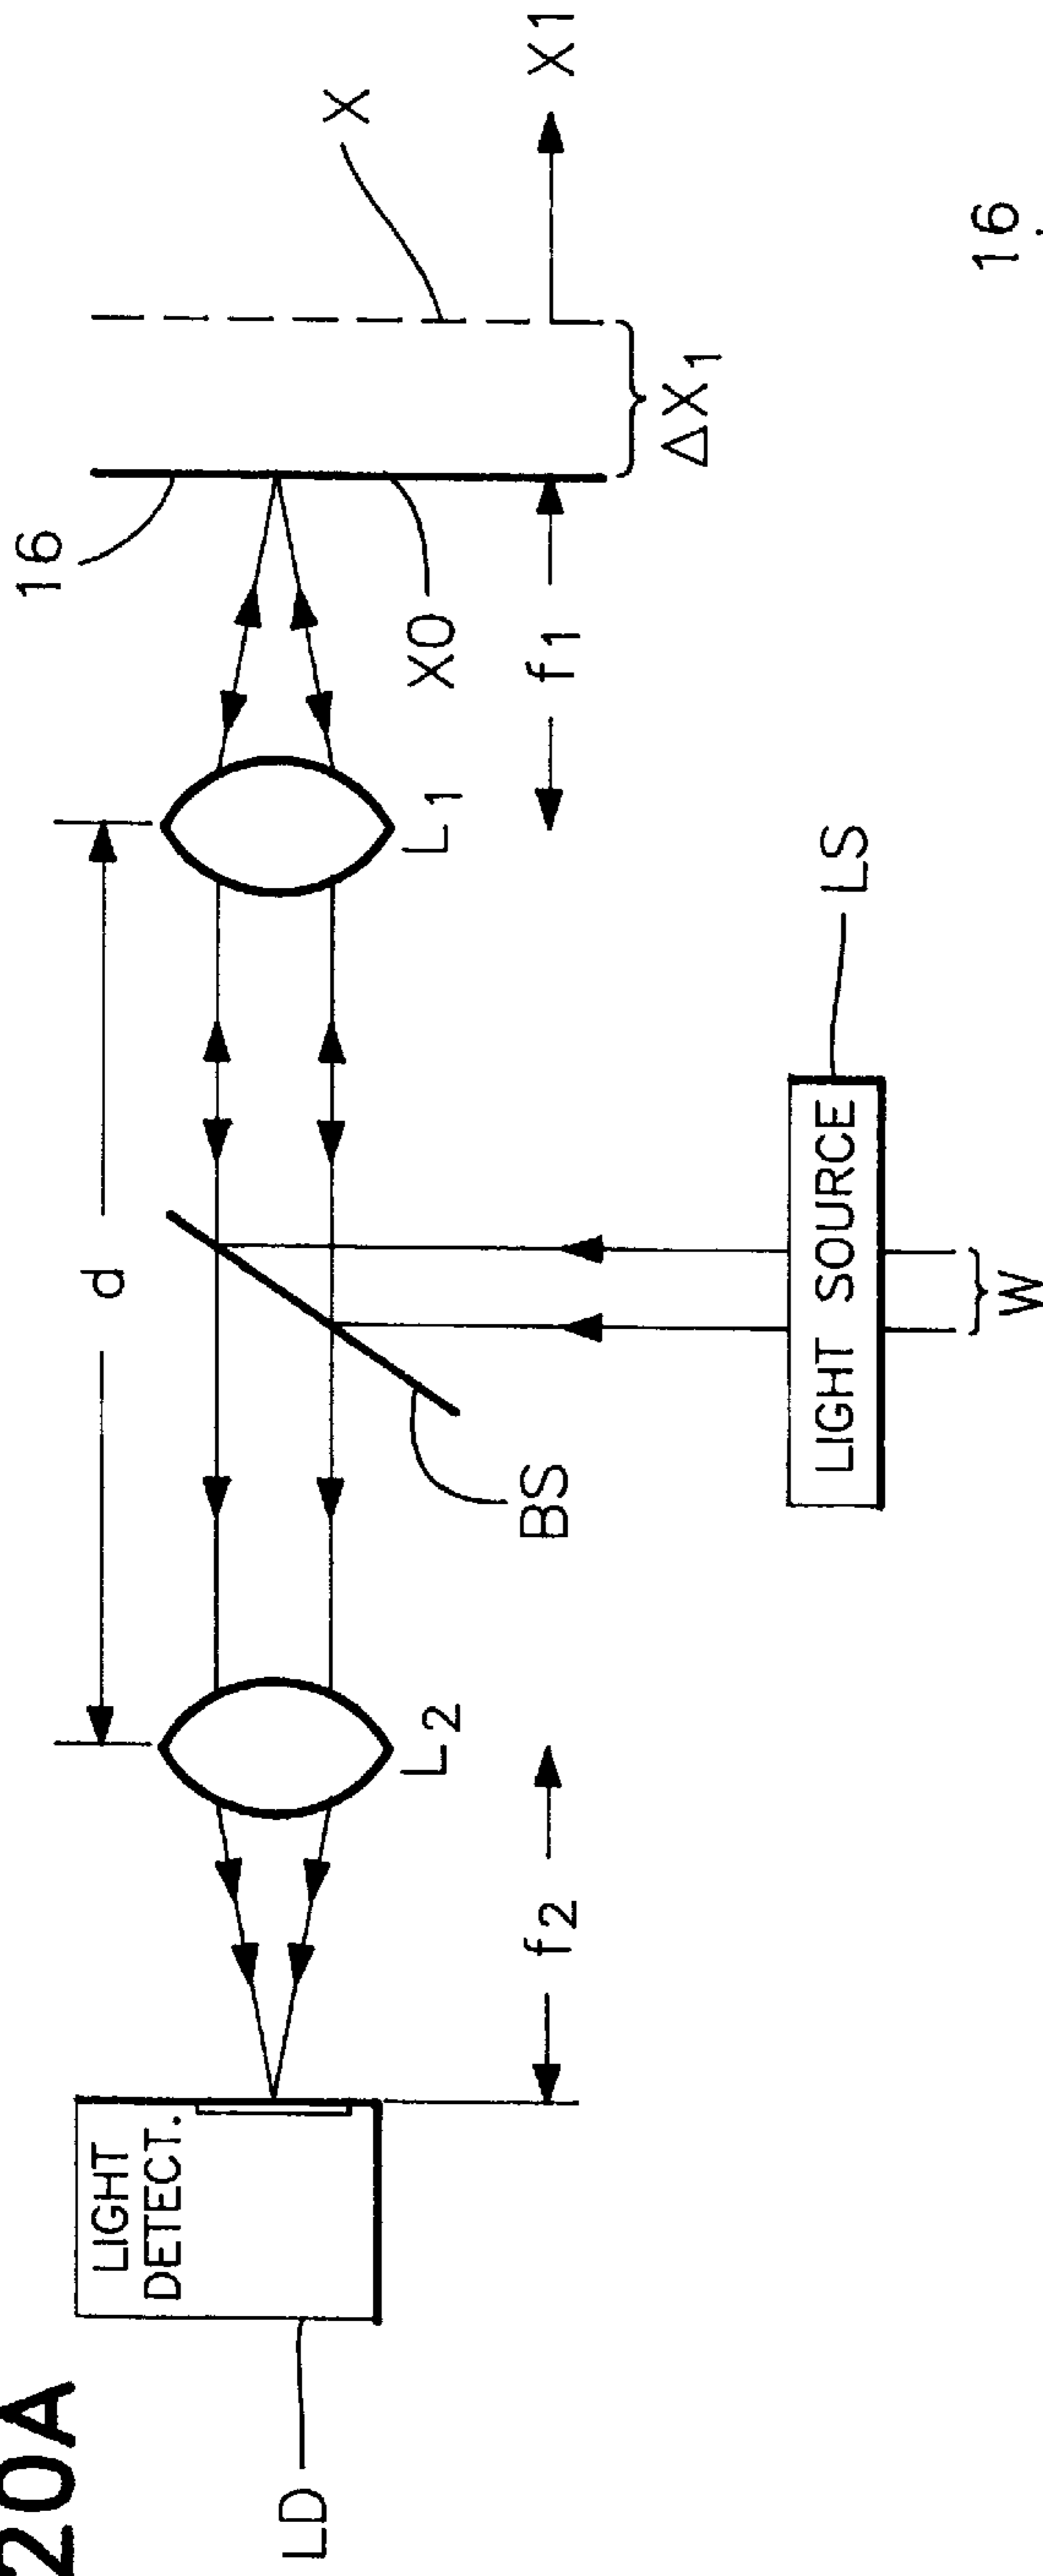 20A
LD
LIGHT
DETECT.
f2
L2
d
BS
LIGHT SOURCE
LS
W
L1
f1
16
X0
X
ΔX1
X1
16